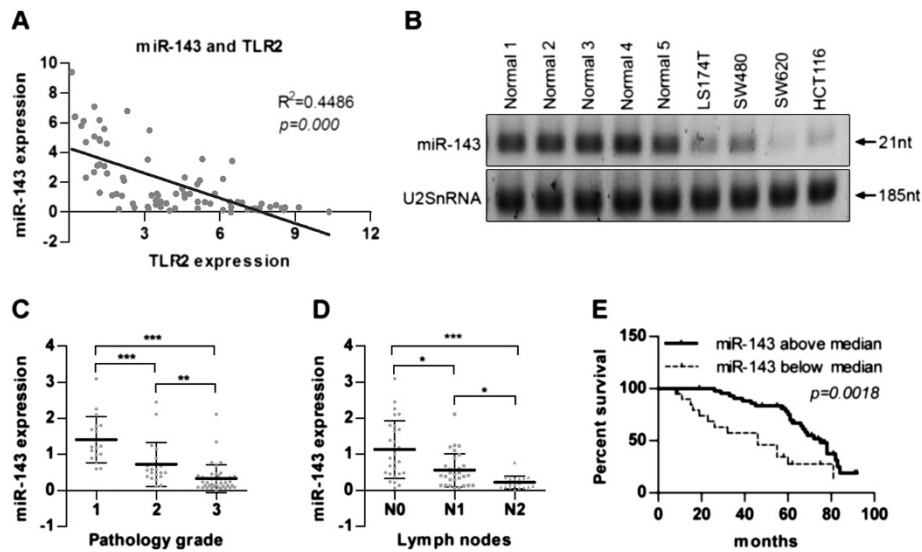 A
miR-143 and TLR2
10
8
6
4
2
0
-2
R²=0.4486
p=0.000
3
6
9
12
miR-143 expression
TLR2 expression
B
Normal 1
Normal 2
Normal 3
Normal 4
Normal 5
LS174T
SW480
SW620
HCT116
miR-143
21nt
U2SnRNA
185nt
C
4
3
2
1
0
-1
***
***
**
1
2
3
miR-143 expression
Pathology grade
D
4
3
2
1
0
-1
***
*
*
N0
N1
N2
miR-143 expression
Lymph nodes
E
150
100
50
0
miR-143 above median
miR-143 below median
p=0.0018
0
20
40
60
80
100
Percent survival
months